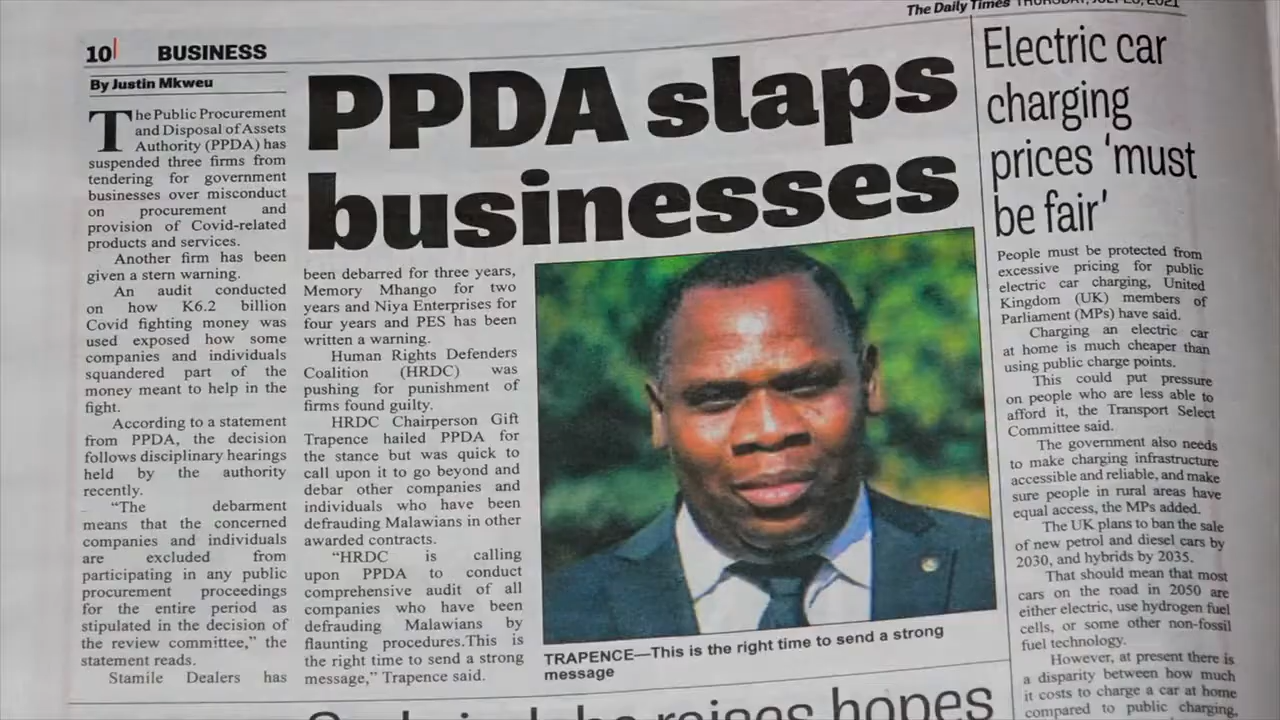 The Daily Times THURSDAY, JULY 2021
10 BUSINESS
By Justin Mkweu
PPDA slaps
businesses
The Public Procurement
and Disposal of Assets
Authority (PPDA) has
suspended three firms from
tendering for government
businesses over misconduct
on procurement and
provision of Covid-related
products and services.
Another firm has been
given a stern warning.
An audit conducted
on how K6.2 billion
Covid fighting money was
used exposed how some
companies and individuals
squandered part of the
money meant to help in the
fight.
According to a statement
from PPDA, the decision
follows disciplinary hearings
held by the authority
recently.
“The debarment
means that the concerned
companies and individuals
are excluded from
participating in any public
procurement proceedings
for the entire period as
stipulated in the decision of
the review committee,” the
statement reads.
Stamile Dealers has
been debarred for three years,
Memory Mhango for two
years and Niya Enterprises for
four years and PES has been
written a warning.
Human Rights Defenders
Coalition (HRDC) was
pushing for punishment of
firms found guilty.
HRDC Chairperson Gift
Trapence hailed PPDA for
the stance but was quick to
call upon it to go beyond and
debar other companies and
individuals who have been
defrauding Malawians in other
awarded contracts.
“HRDC is calling
upon PPDA to conduct
comprehensive audit of all
companies who have been
defrauding Malawians by
flaunting procedures.This is
the right time to send a strong
message,” Trapence said.
TRAPENCE—This is the right time to send a strong
message
Electric car
charging
prices ‘must
be fair’
People must be protected from
excessive pricing for public
electric car charging, United
Kingdom (UK) members of
Parliament (MPs) have said.
Charging an electric car
at home is much cheaper than
using public charge points.
This could put pressure
on people who are less able to
afford it, the Transport Select
Committee said.
The government also needs
to make charging infrastructure
accessible and reliable, and make
sure people in rural areas have
equal access, the MPs added.
The UK plans to ban the sale
of new petrol and diesel cars by
2030, and hybrids by 2035.
That should mean that most
cars on the road in 2050 are
either electric, use hydrogen fuel
cells, or some other non-fossil
fuel technology.
However, at present there is
a disparity between how much
it costs to charge a car at home
compared to public charging,
raises hopes